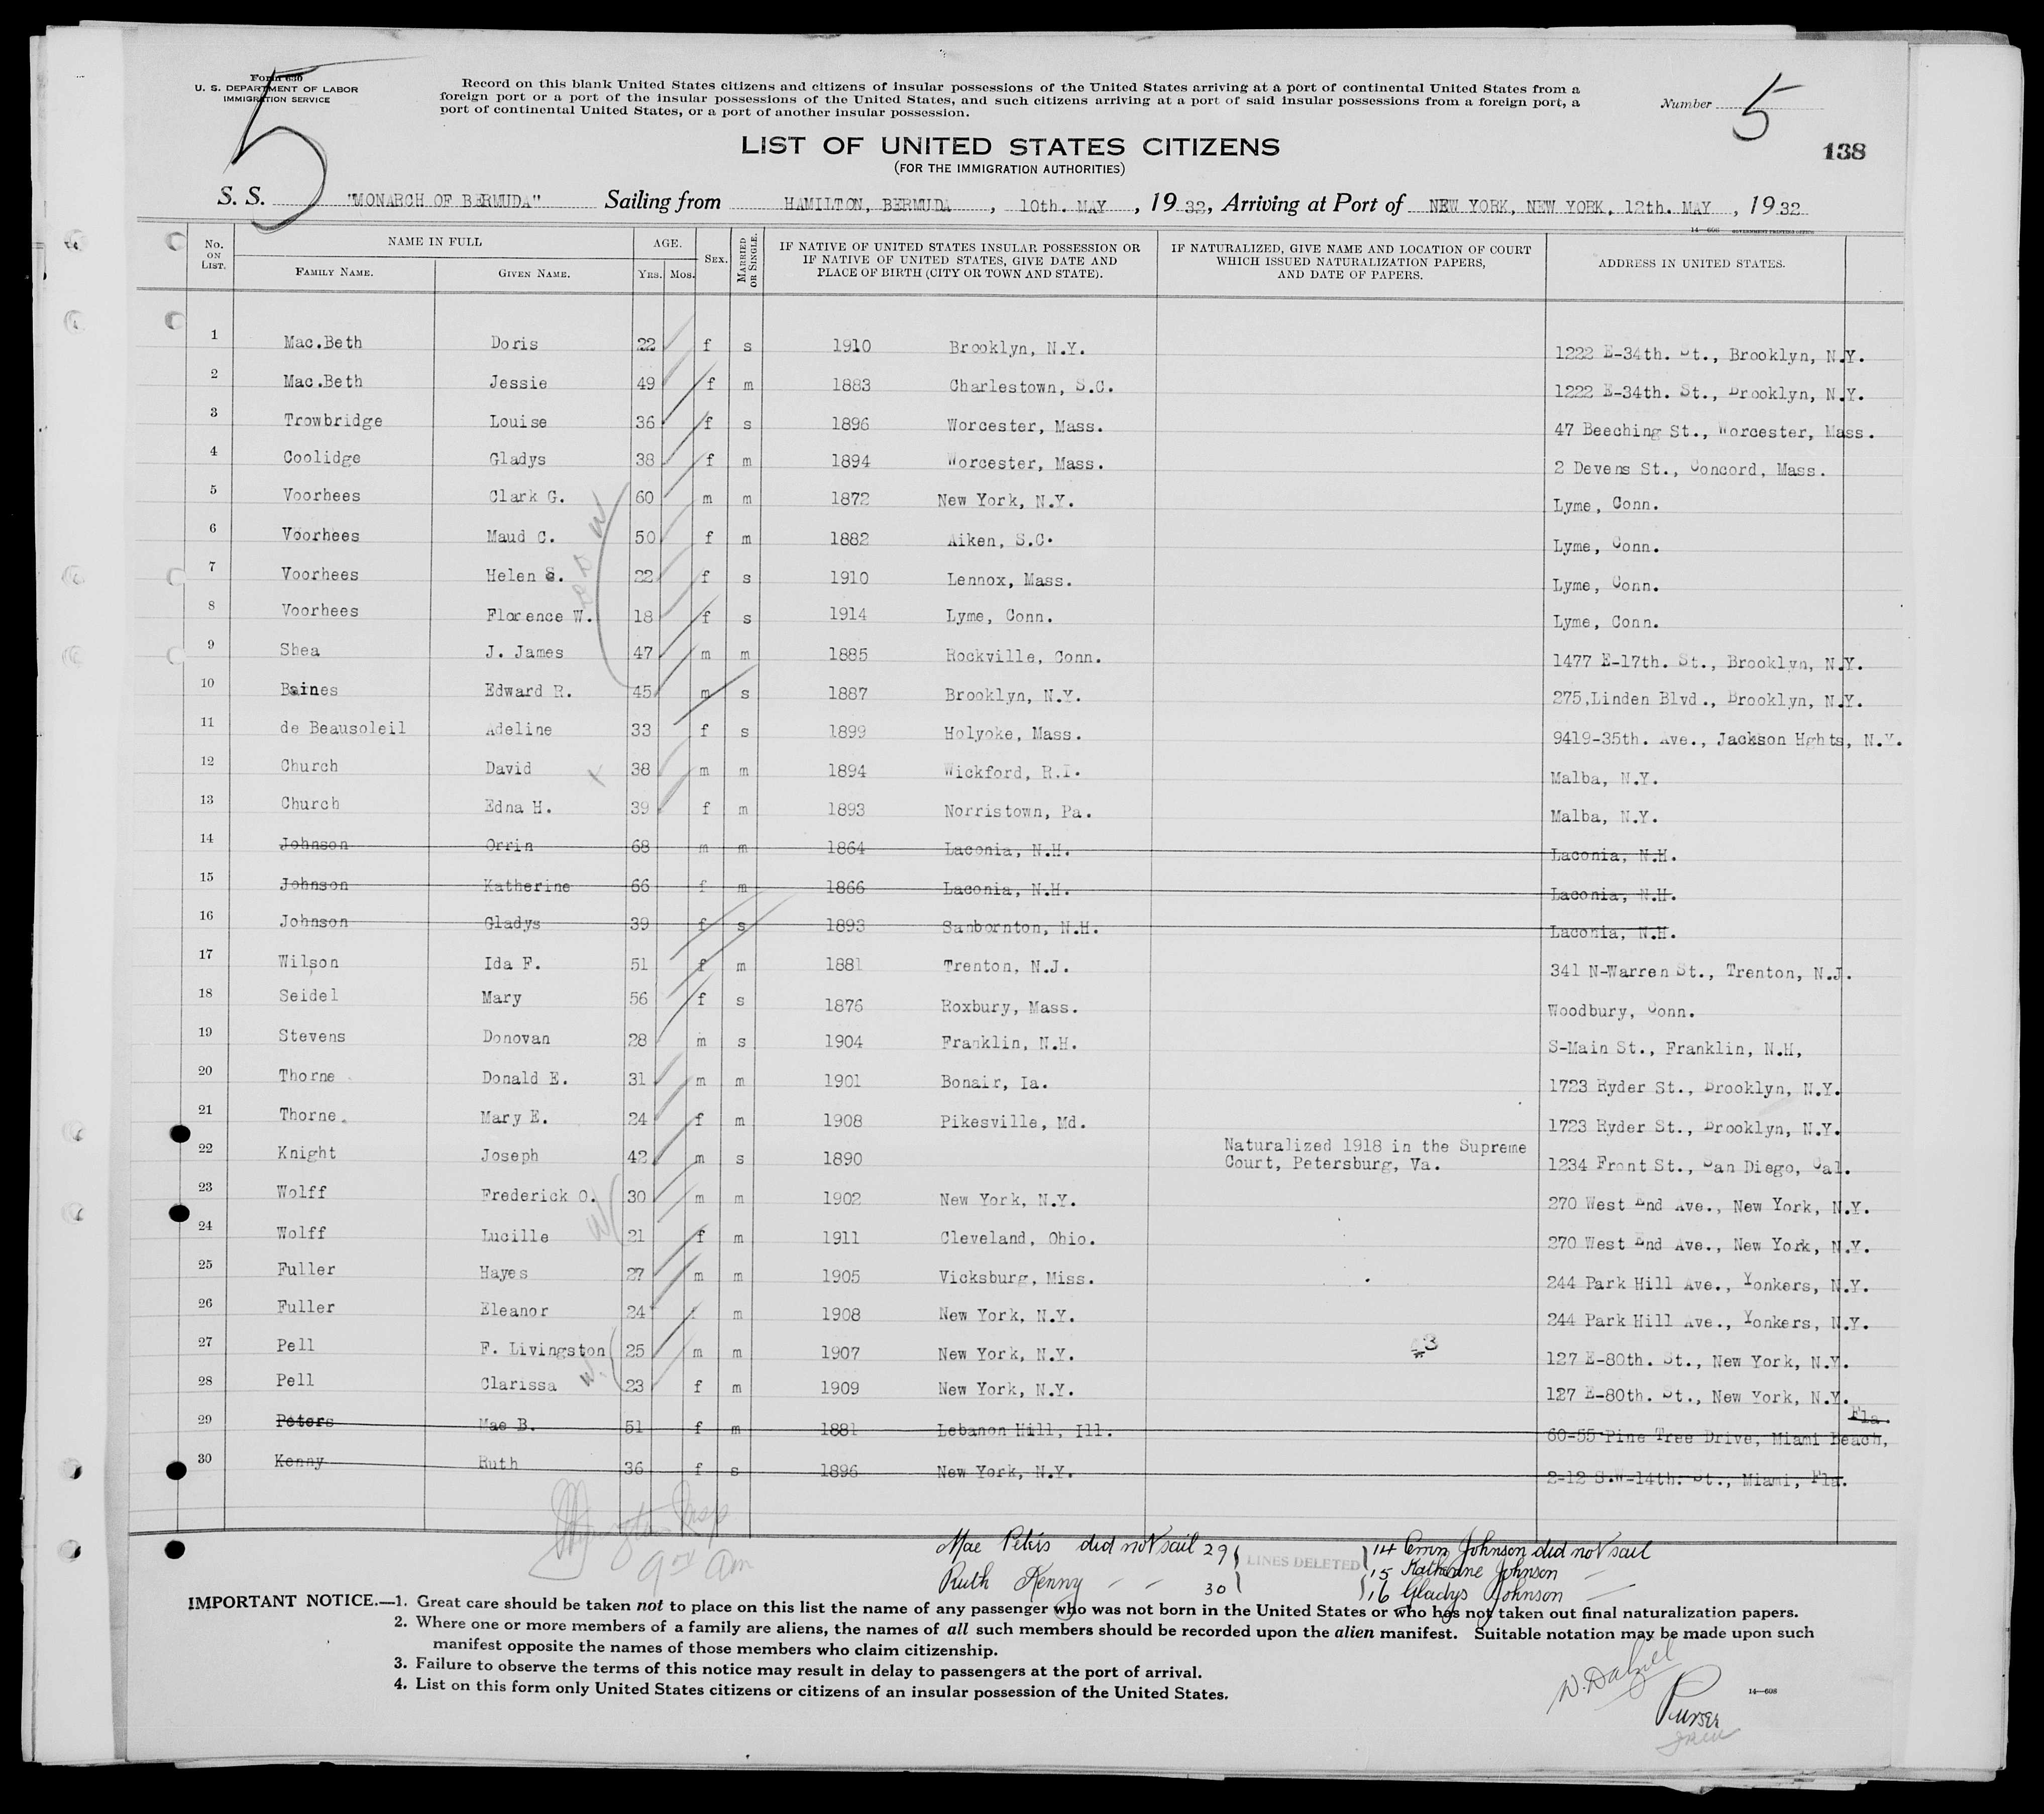 Form 630
U. S. DEPARTMENT OF LABOR
IMMIGRATION SERVICE
5
Record on this blank United States citizens and citizens of insular possessions of the United States arriving at a port of continental United States from a
foreign port or a port of the insular possessions of the United States, and such citizens arriving at a port of said insular possessions from a foreign port, a
port of continental United States, or a port of another insular possession.
Number 5
138
LIST OF UNITED STATES CITIZENS
(FOR THE IMMIGRATION AUTHORITIES)
S. S. "MONARCH OF BERMUDA" Sailing from HAMILTON, BERMUDA, 10th. MAY, 1932, Arriving at Port of NEW YORK, NEW YORK, 12th. MAY, 1932
14—608 GOVERNMENT PRINTING OFFICE
No. ON LIST. NAME IN FULL AGE. SEX. MARRIED OR SINGLE. IF NATIVE OF UNITED STATES INSULAR POSSESSION OR IF NATIVE OF UNITED STATES, GIVE DATE AND PLACE OF BIRTH (CITY OR TOWN AND STATE). IF NATURALIZED, GIVE NAME AND LOCATION OF COURT WHICH ISSUED NATURALIZATION PAPERS, AND DATE OF PAPERS. ADDRESS IN UNITED STATES.
FAMILY NAME. GIVEN NAME. YRS. MOS.
1 Mac.Beth Doris 22 f s 1910 Brooklyn, N.Y. 1222 E-34th. St., Brooklyn, N.Y.
2 Mac.Beth Jessie 49 f m 1883 Charlestown, S.C. 1222 E-34th. St., Brooklyn, N.Y.
3 Trowbridge Louise 36 f s 1896 Worcester, Mass. 47 Beeching St., Worcester, Mass.
4 Coolidge Gladys 38 f m 1894 Worcester, Mass. 2 Devens St., Concord, Mass.
5 Voorhees Clark G. 60 m m 1872 New York, N.Y. Lyme, Conn.
6 Voorhees Maud C. 50 f m 1882 Aiken, S.C. Lyme, Conn.
7 Voorhees Helen S. 22 f s 1910 Lennox, Mass. Lyme, Conn.
8 Voorhees Florence W. 18 f s 1914 Lyme, Conn. Lyme, Conn.
9 Shea J. James 47 m m 1885 Rockville, Conn. 1477 E-17th. St., Brooklyn, N.Y.
10 Baines Edward R. 45 m s 1887 Brooklyn, N.Y. 275,Linden Blvd., Brooklyn, N.Y.
11 de Beausoleil Adeline 33 f s 1899 Holyoke, Mass. 9419-35th. Ave., Jackson Hghts, N.Y.
12 Church David 38 m m 1894 Wickford, R.I. Malba, N.Y.
13 Church Edna H. 39 f m 1893 Norristown, Pa. Malba, N.Y.
14 Johnson Orrin 68 m m 1864 Laconia, N.H. Laconia, N.H.
15 Johnson Katherine 66 f m 1866 Laconia, N.H. Laconia, N.H.
16 Johnson Gladys 39 f s 1893 Sanbornton, N.H. Laconia, N.H.
17 Wilson Ida F. 51 f m 1881 Trenton, N.J. 341 N-Warren St., Trenton, N.J.
18 Seidel Mary 56 f s 1876 Roxbury, Mass. Woodbury, Conn.
19 Stevens Donovan 28 m s 1904 Franklin, N.H. S-Main St., Franklin, N.H,
20 Thorne Donald E. 31 m m 1901 Bonair, Ia. 1723 Ryder St., Brooklyn, N.Y.
21 Thorne. Mary E. 24 f m 1908 Pikesville, Md. 1723 Ryder St., Brooklyn, N.Y.
22 Knight Joseph 42 m s 1890 Naturalized 1918 in the Supreme Court, Petersburg, Va. 1234 Front St., San Diego, Cal.
23 Wolff Frederick O. 30 m m 1902 New York, N.Y. 270 West End Ave., New York, N.Y.
24 Wolff Lucille 21 f m 1911 Cleveland, Ohio. 270 West End Ave., New York, N.Y.
25 Fuller Hayes 27 m m 1905 Vicksburg, Miss. 244 Park Hill Ave., Yonkers, N.Y.
26 Fuller Eleanor 24 f m 1908 New York, N.Y. 244 Park Hill Ave., Yonkers, N.Y.
27 Pell F. Livingston 25 m m 1907 New York, N.Y. 127 E-80th. St., New York, N.Y.
28 Pell Clarissa 23 f m 1909 New York, N.Y. 127 E-80th. St., New York, N.Y.
29 Peters Mae B. 51 f m 1881 Lebanon Hill, Ill. 60-55 Pine Tree Drive, Miami Beach, Fla.
30 Kenny Ruth 36 f s 1896 New York, N.Y. 2-12 S.W-14th. St., Miami, Fla.
Mae Peters did not sail 29 LINES DELETED 14 Orrin Johnson did not sail
Ruth Kenny — — 30 15 Katherine Johnson —
16 Gladys Johnson —
IMPORTANT NOTICE.—1. Great care should be taken not to place on this list the name of any passenger who was not born in the United States or who has not taken out final naturalization papers.
2. Where one or more members of a family are aliens, the names of all such members should be recorded upon the alien manifest. Suitable notation may be made upon such
manifest opposite the names of those members who claim citizenship.
3. Failure to observe the terms of this notice may result in delay to passengers at the port of arrival.
4. List on this form only United States citizens or citizens of an insular possession of the United States.
14—608
Purser